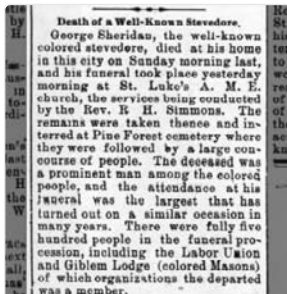 Death of a Well-Known Stevedore.
George Sheridan, the well-known
colored stevedore, died at his home
in this city on Sunday morning last,
and his funeral took place yesterday
morning at St. Luke's A. M. E.
church, the services being conducted
by the Rev. R H. Simmons. The
remains were taken thence and in-
terred at Pine Forest cemetery where
they were followed by a large con-
course of people. The deceased was
a prominent man among the colored
people, and the attendance at his
funeral was the largest that has
turned out on a similar occasion in
many years. There were fully five
hundred people in the funeral pro-
cession, including the Labor Union
and Giblem Lodge (colored Masons)
of which organizations the departed
was a member.